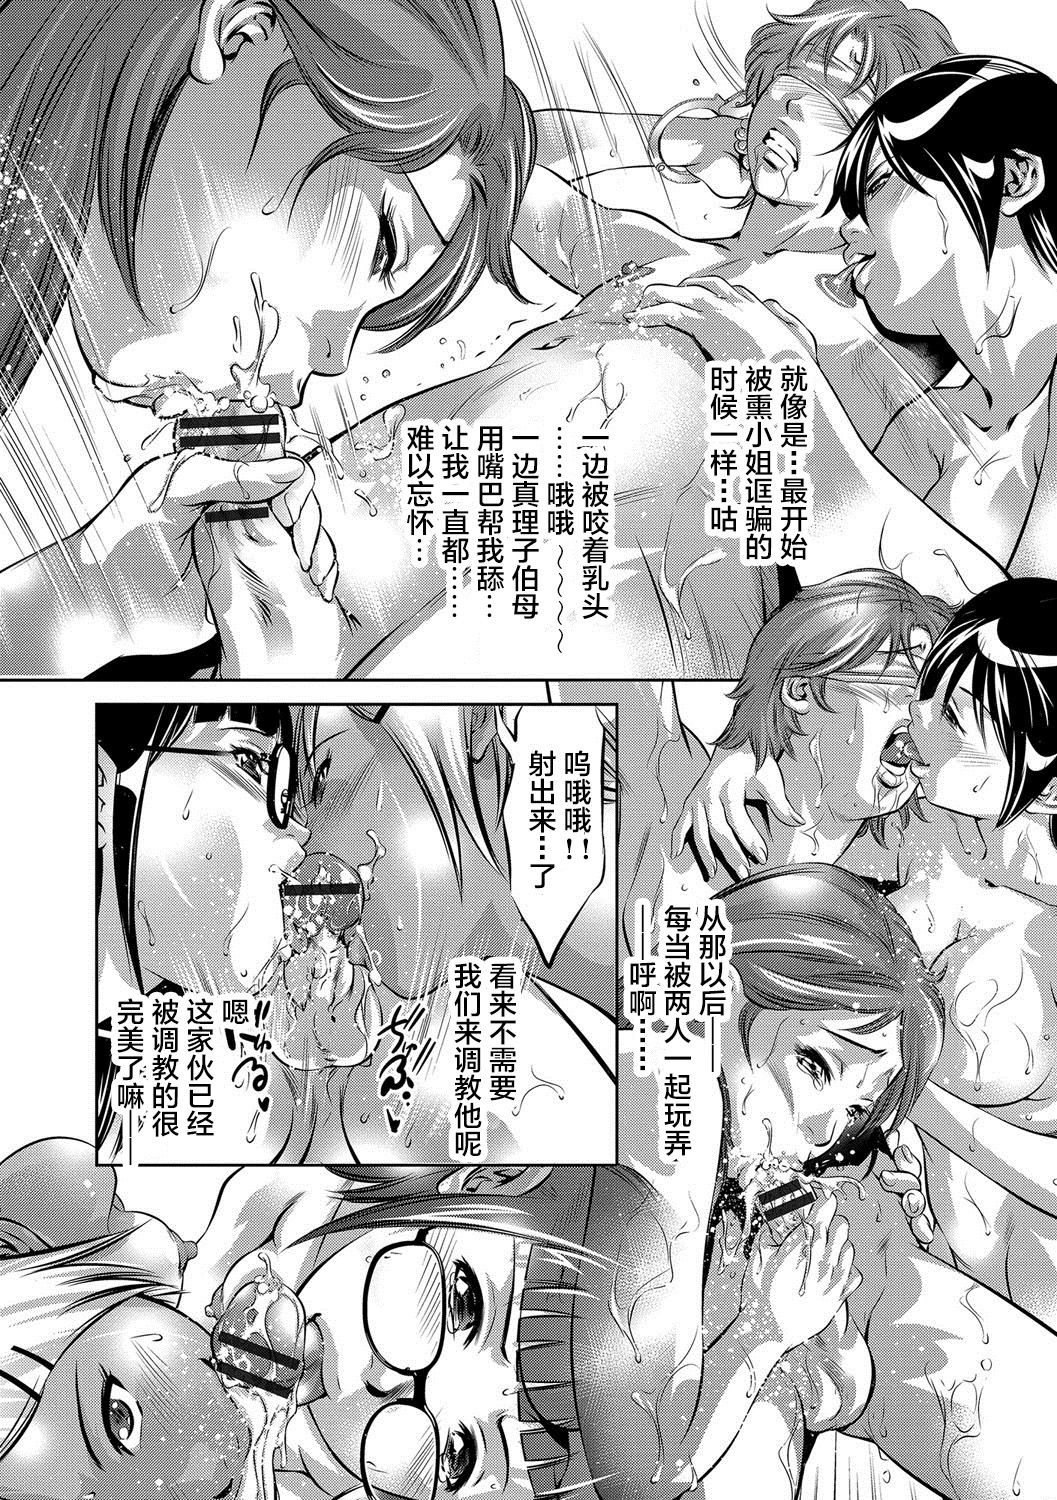 就像是…最开始
被熏小姐诓骗的
时候一样…咕
一边被咬着乳头
……哦哦～～～～
一边真理子伯母
用嘴巴帮我舔…
让我一直都……
难以忘怀…
从那以后——
每当被两人一起玩弄
——呼啊……
呜哦哦!!
射出来…了
看来不需要
我们来调教他呢
嗯
这家伙已经
被调教的很
完美了嘛—